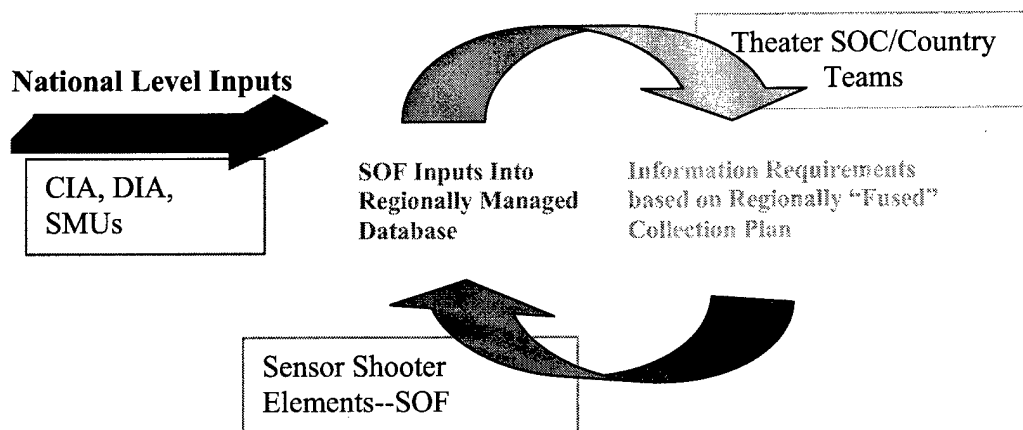 Theater SOC/Country
Teams
National Level Inputs
CIA, DIA,
SMUs
SOF Inputs Into
Regionally Managed
Database
Information Requirements
based on Regionally “Fused”
Collection Plan
Sensor Shooter
Elements--SOF